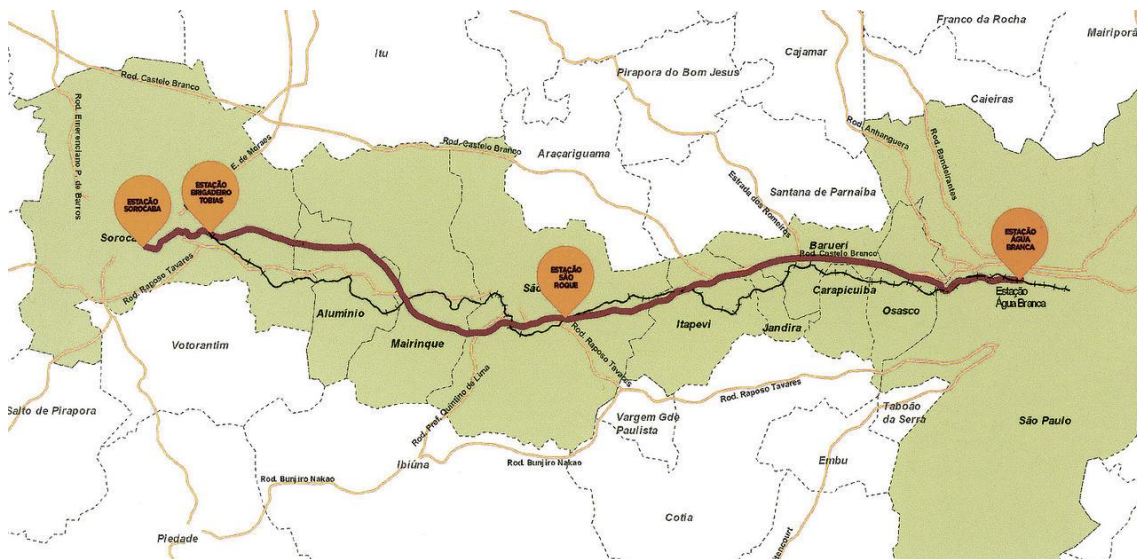 Franco da Rocha
Mairiporã
Itu
Cajamar
Pirapora do Bom Jesus
Rod. Castelo Branco
Caieiras
Rod. Emerenciano P. de Barros
Rod. Anhanguera
Rod. Bandeirantes
E. de Moraes
Rod. Castelo Branco
Araçariguama
Estrada dos Romeiros
Santana de Parnaíba
ESTAÇÃO
SOROCABA
ESTAÇÃO
BRIGADEIRO
TOBIAS
Soroca
ESTAÇÃO
ÁGUA
BRANCA
Barueri
Rod. Castelo Branco
ESTAÇÃO
SÃO
ROQUE
São
Rod. Raposo Tavares
Estação
Água Branca
Carapicuiba
Osasco
Alumínio
Mairinque
Itapevi
Jandira
Votorantim
Rod. Raposo Tavares
Rod. Pref. Quintino de Lima
Rod. Raposo Tavares
Salto de Pirapora
Vargem Gde
Paulista
Taboão
da Serra
São Paulo
Ibiúna
Rod. Bunjiro Nakao
Embu
Rod. Bunjiro Nakao
Cotia
Piedade
tencourt